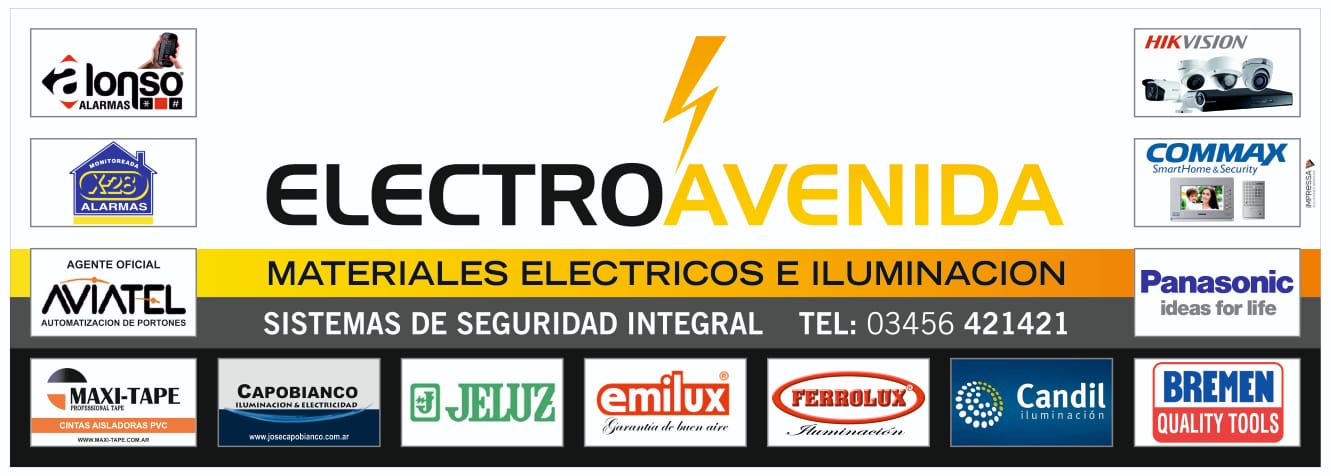 alonso
ALARMAS * #
HIKVISION
MONITOREADA
X-28
ALARMAS
ELECTROAVENIDA
COMMAX
SmartHome & Security
IMPRESSA
AGENTE OFICIAL
AVIATEL
AUTOMATIZACION DE PORTONES
MATERIALES ELECTRICOS E ILUMINACION
SISTEMAS DE SEGURIDAD INTEGRAL TEL: 03456 421421
Panasonic
ideas for life
MAXI-TAPE
PROFESSIONAL TAPE
CINTAS AISLADORAS PVC
WWW.MAXI-TAPE.COM.AR
CAPOBIANCO
ILUMINACION & ELECTRICIDAD
www.josecapobianco.com.ar
J JELUZ
emilux ®
Garantía de buen aire
FERROLUX ®
Iluminación
Candil
iluminación
BREMEN
QUALITY TOOLS